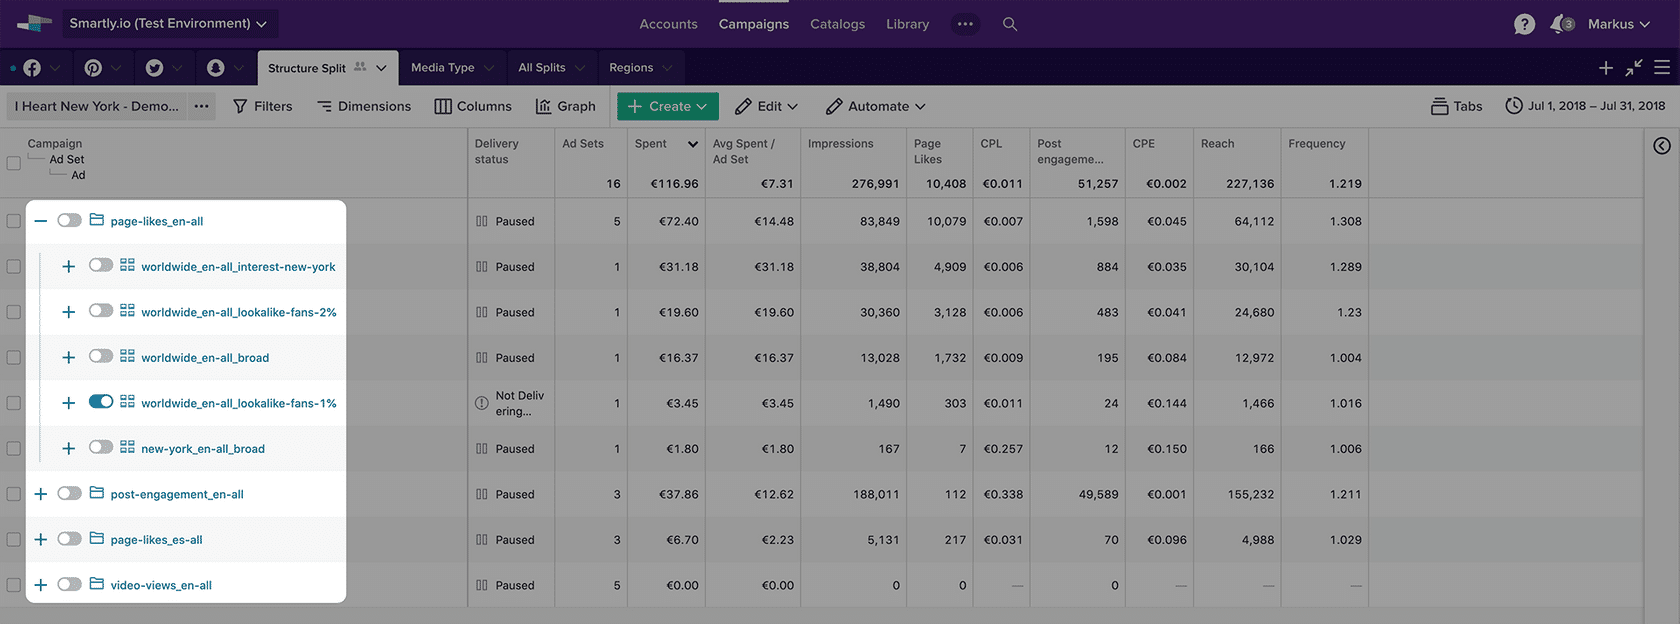 Smartly.io (Test Environment) Accounts Campaigns Catalogs Library ••• ? 3 Markus
Structure Split Media Type All Splits Regions
I Heart New York - Demo... ••• Filters Dimensions Columns Graph + Create Edit Automate Tabs Jul 1, 2018 – Jul 31, 2018
Campaign Delivery Ad Sets Spent Avg Spent / Impressions Page CPL Post CPE Reach Frequency
Ad Set status Ad Set Likes engageme...
Ad
16 €116.96 €7.31 276,991 10,408 €0.011 51,257 €0.002 227,136 1.219
page-likes_en-all Paused 5 €72.40 €14.48 83,849 10,079 €0.007 1,598 €0.045 64,112 1.308
worldwide_en-all_interest-new-york Paused 1 €31.18 €31.18 38,804 4,909 €0.006 884 €0.035 30,104 1.289
worldwide_en-all_lookalike-fans-2% Paused 1 €19.60 €19.60 30,360 3,128 €0.006 483 €0.041 24,680 1.23
worldwide_en-all_broad Paused 1 €16.37 €16.37 13,028 1,732 €0.009 195 €0.084 12,972 1.004
worldwide_en-all_lookalike-fans-1% Not Deliv 1 €3.45 €3.45 1,490 303 €0.011 24 €0.144 1,466 1.016
ering...
new-york_en-all_broad Paused 1 €1.80 €1.80 167 7 €0.257 12 €0.150 166 1.006
post-engagement_en-all Paused 3 €37.86 €12.62 188,011 112 €0.338 49,589 €0.001 155,232 1.211
page-likes_es-all Paused 3 €6.70 €2.23 5,131 217 €0.031 70 €0.096 4,988 1.029
video-views_en-all Paused 5 €0.00 €0.00 0 0 — 0 — — —